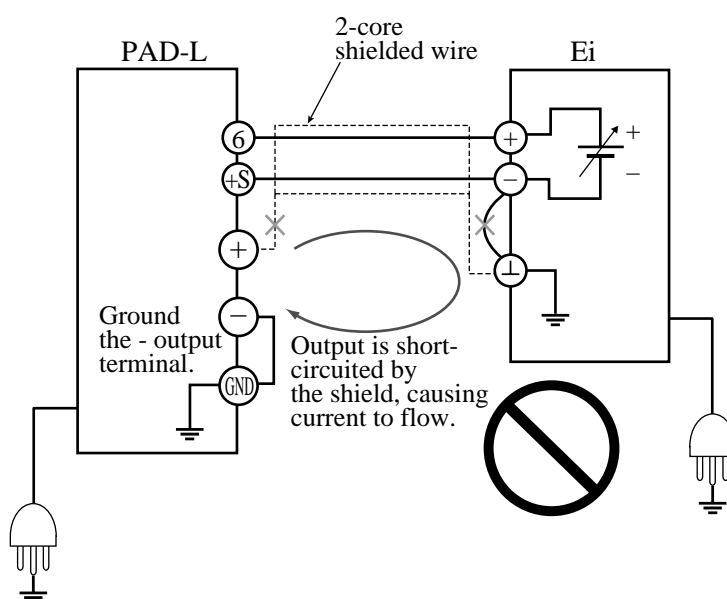 2-core
shielded wire
PAD-L
Ei
6
+
+
+S
−
−
+
−
Ground
the - output
terminal.
GND
Output is short-
circuited by
the shield, causing
current to flow.